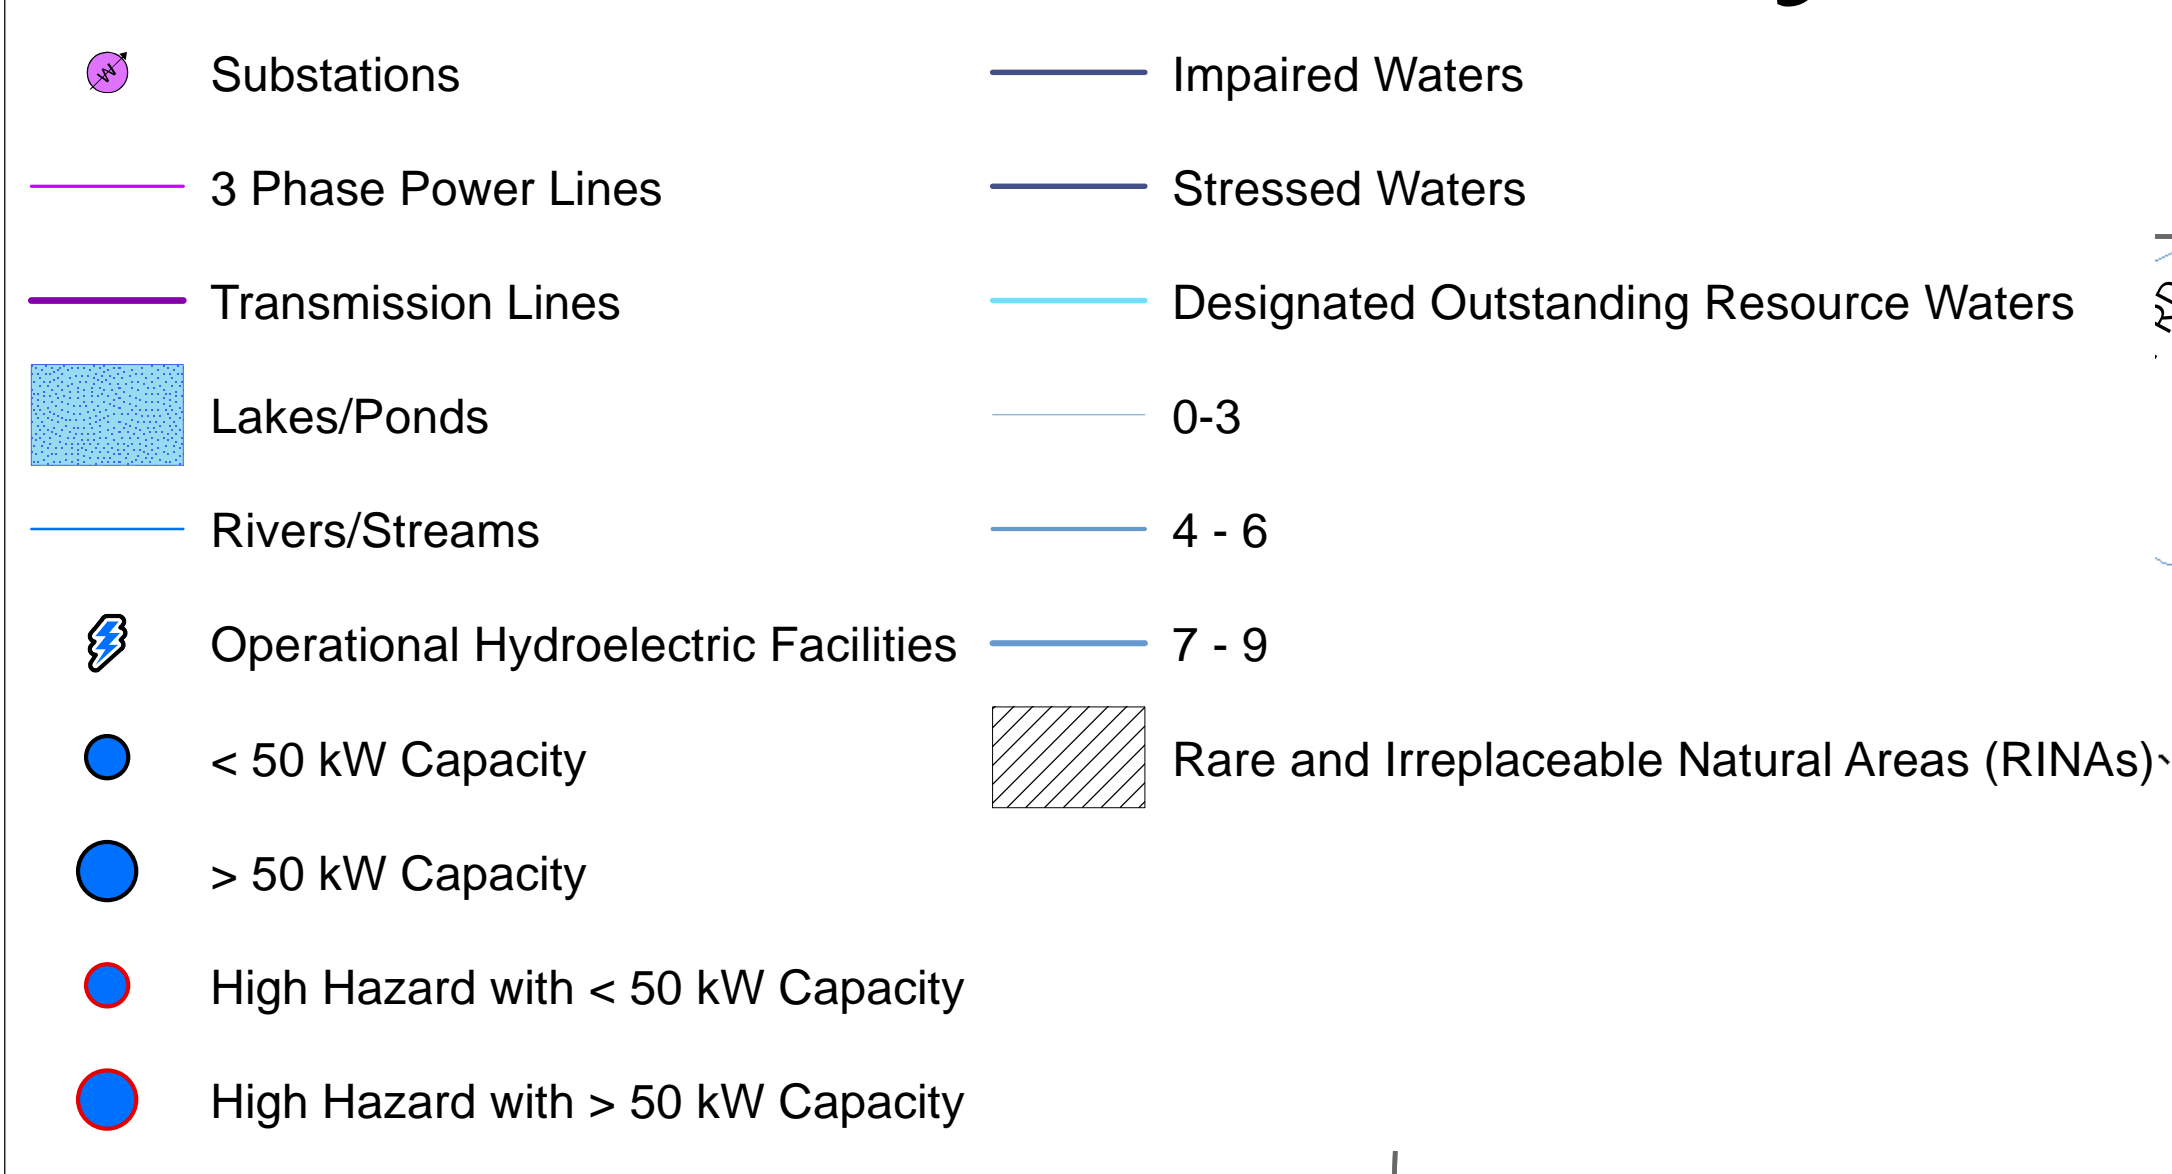 Substations
3 Phase Power Lines
Transmission Lines
Lakes/Ponds
Rivers/Streams
Operational Hydroelectric Facilities
< 50 kW Capacity
> 50 kW Capacity
High Hazard with < 50 kW Capacity
High Hazard with > 50 kW Capacity
Impaired Waters
Stressed Waters
Designated Outstanding Resource Waters
0-3
4 - 6
7 - 9
Rare and Irreplaceable Natural Areas (RINAs)